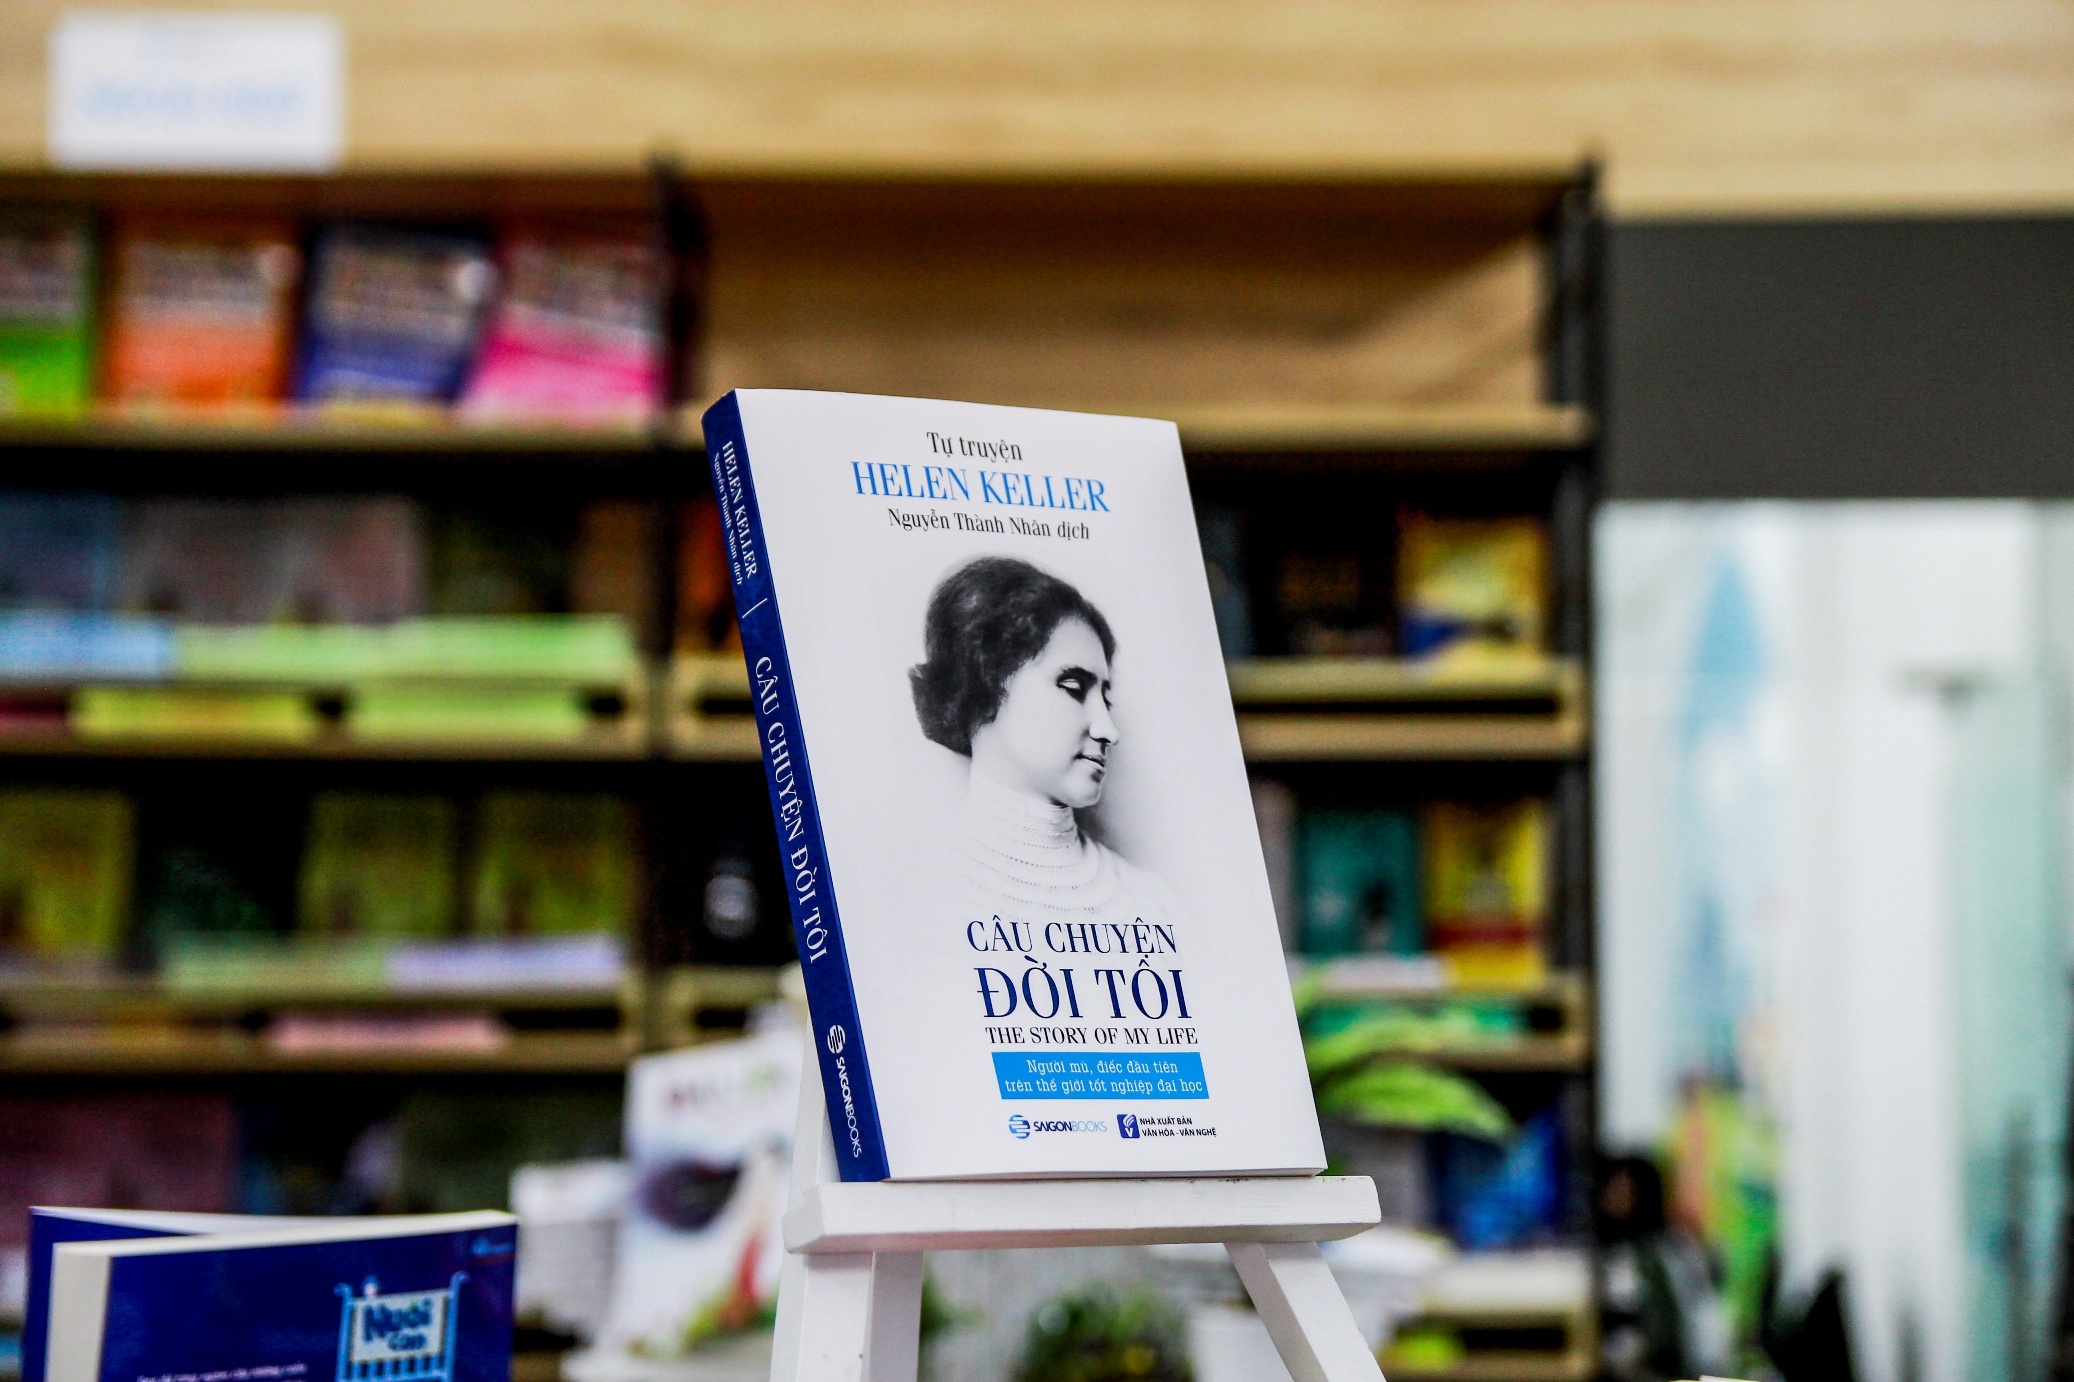 Tự truyện
HELEN KELLER
Nguyễn Thành Nhân dịch
CÂU CHUYỆN
ĐỜI TÔI
THE STORY OF MY LIFE
Người mù, điếc đầu tiên
trên thế giới tốt nghiệp đại học
SAIGONBOOKS
NHÀ XUẤT BẢN
VĂN HÓA - VĂN NGHỆ
HELEN KELLER
Nguyễn Thành Nhân dịch
CÂU CHUYỆN ĐỜI TÔI
SAIGONBOOKS
Nuôi
con